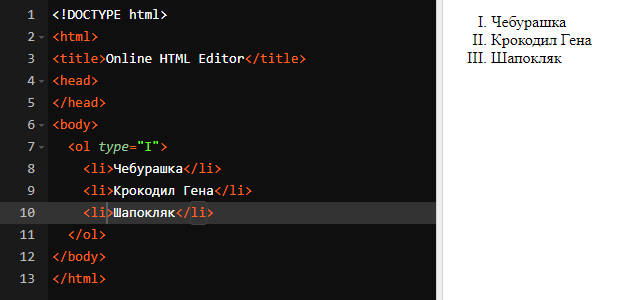 1 <!DOCTYPE html>
2 <html>
3 <title>Online HTML Editor</title>
4 <head>
5 </head>
6 <body>
7 <ol type="I">
8 <li>Чебурашка</li>
9 <li>Крокодил Гена</li>
10 <li>Шапокляк</li>
11 </ol>
12 </body>
13 </html>
I. Чебурашка
II. Крокодил Гена
III. Шапокляк